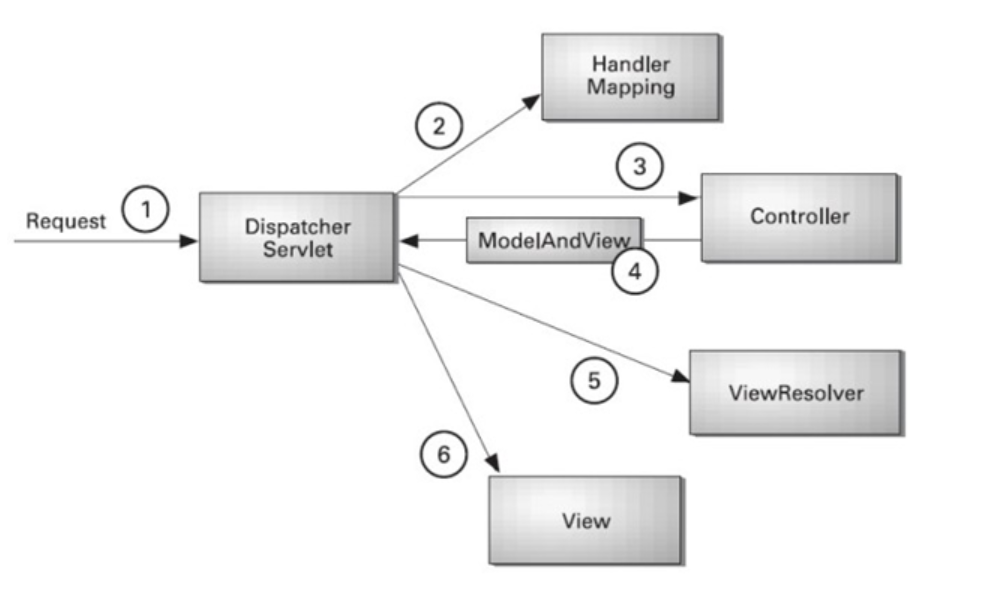 Handler
Mapping
2
3
Request
1
Dispatcher
Servlet
Controller
ModelAndView
4
5
ViewResolver
6
View